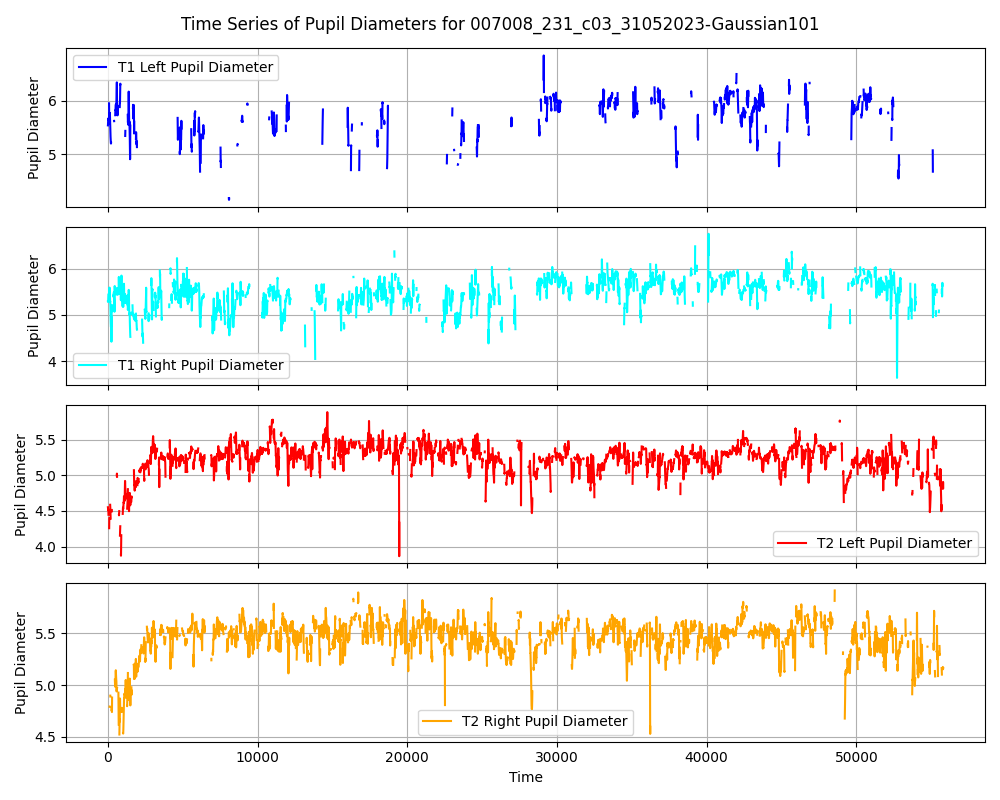 Time Series of Pupil Diameters for 007008_231_c03_31052023-Gaussian101
Pupil Diameter
6
5
T1 Left Pupil Diameter
Pupil Diameter
6
5
4
T1 Right Pupil Diameter
Pupil Diameter
5.5
5.0
4.5
4.0
T2 Left Pupil Diameter
Pupil Diameter
5.5
5.0
4.5
T2 Right Pupil Diameter
0 10000 20000 30000 40000 50000
Time